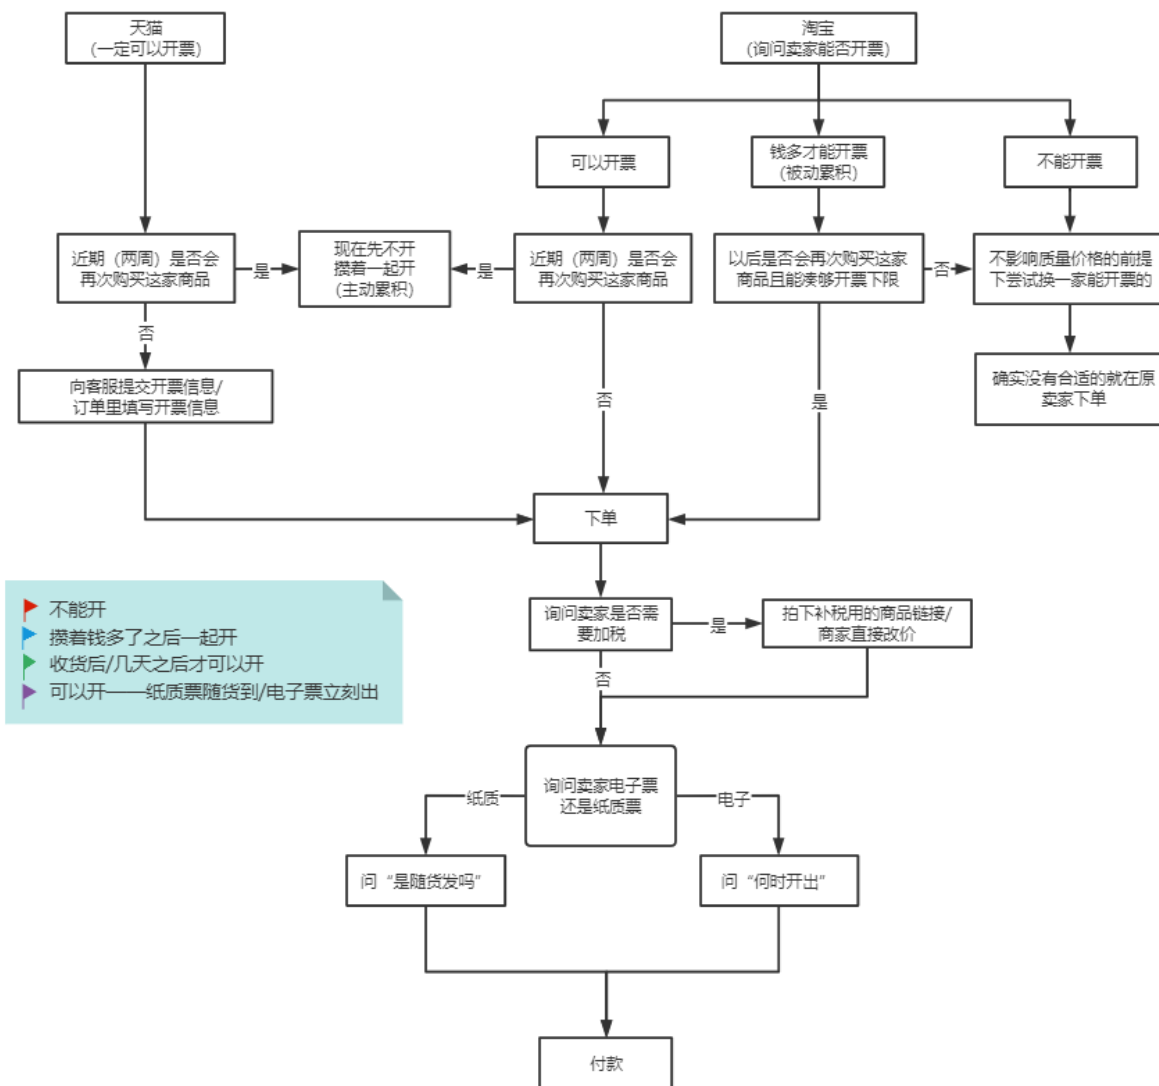 天猫
(一定可以开票)
淘宝
(询问卖家能否开票)
可以开票
钱多才能开票
(被动累积)
不能开票
近期（两周）是否会
再次购买这家商品
是
现在先不开
攒着一起开
(主动累积)
是
近期（两周）是否会
再次购买这家商品
以后是否会再次购买这家
商品且能凑够开票下限
否
不影响质量价格的前提
下尝试换一家能开票的
否
向客服提交开票信息/
订单里填写开票信息
否
是
确实没有合适的就在原
卖家下单
下单
不能开
攒着钱多了之后一起开
收货后/几天之后才可以开
可以开——纸质票随货到/电子票立刻出
询问卖家是否需
要加税
是
拍下补税用的商品链接/
商家直接改价
否
询问卖家电子票
还是纸质票
纸质
电子
问“是随货发吗”
问“何时开出”
付款